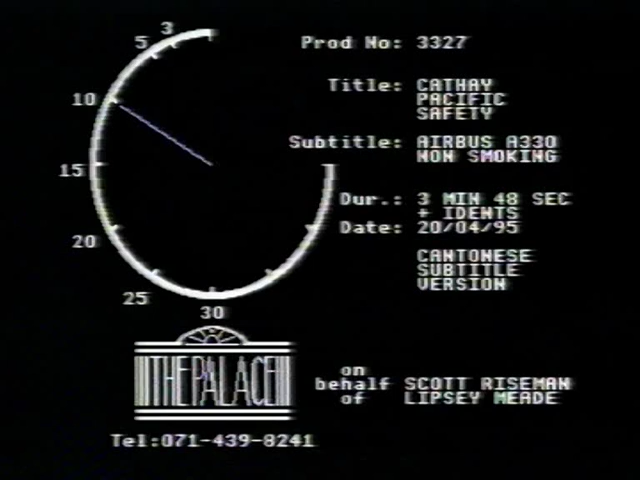 3
5
10
15
20
25
30
Prod No: 3327
Title: CATHAY
PACIFIC
SAFETY
Subtitle: AIRBUS A330
NON SMOKING
Dur.: 3 MIN 48 SEC
+ IDENTS
Date: 20/04/95
CANTONESE
SUBTITLE
VERSION
THE PALACE
on
behalf SCOTT RISEMAN
of LIPSEY MEADE
Tel:071-439-8241